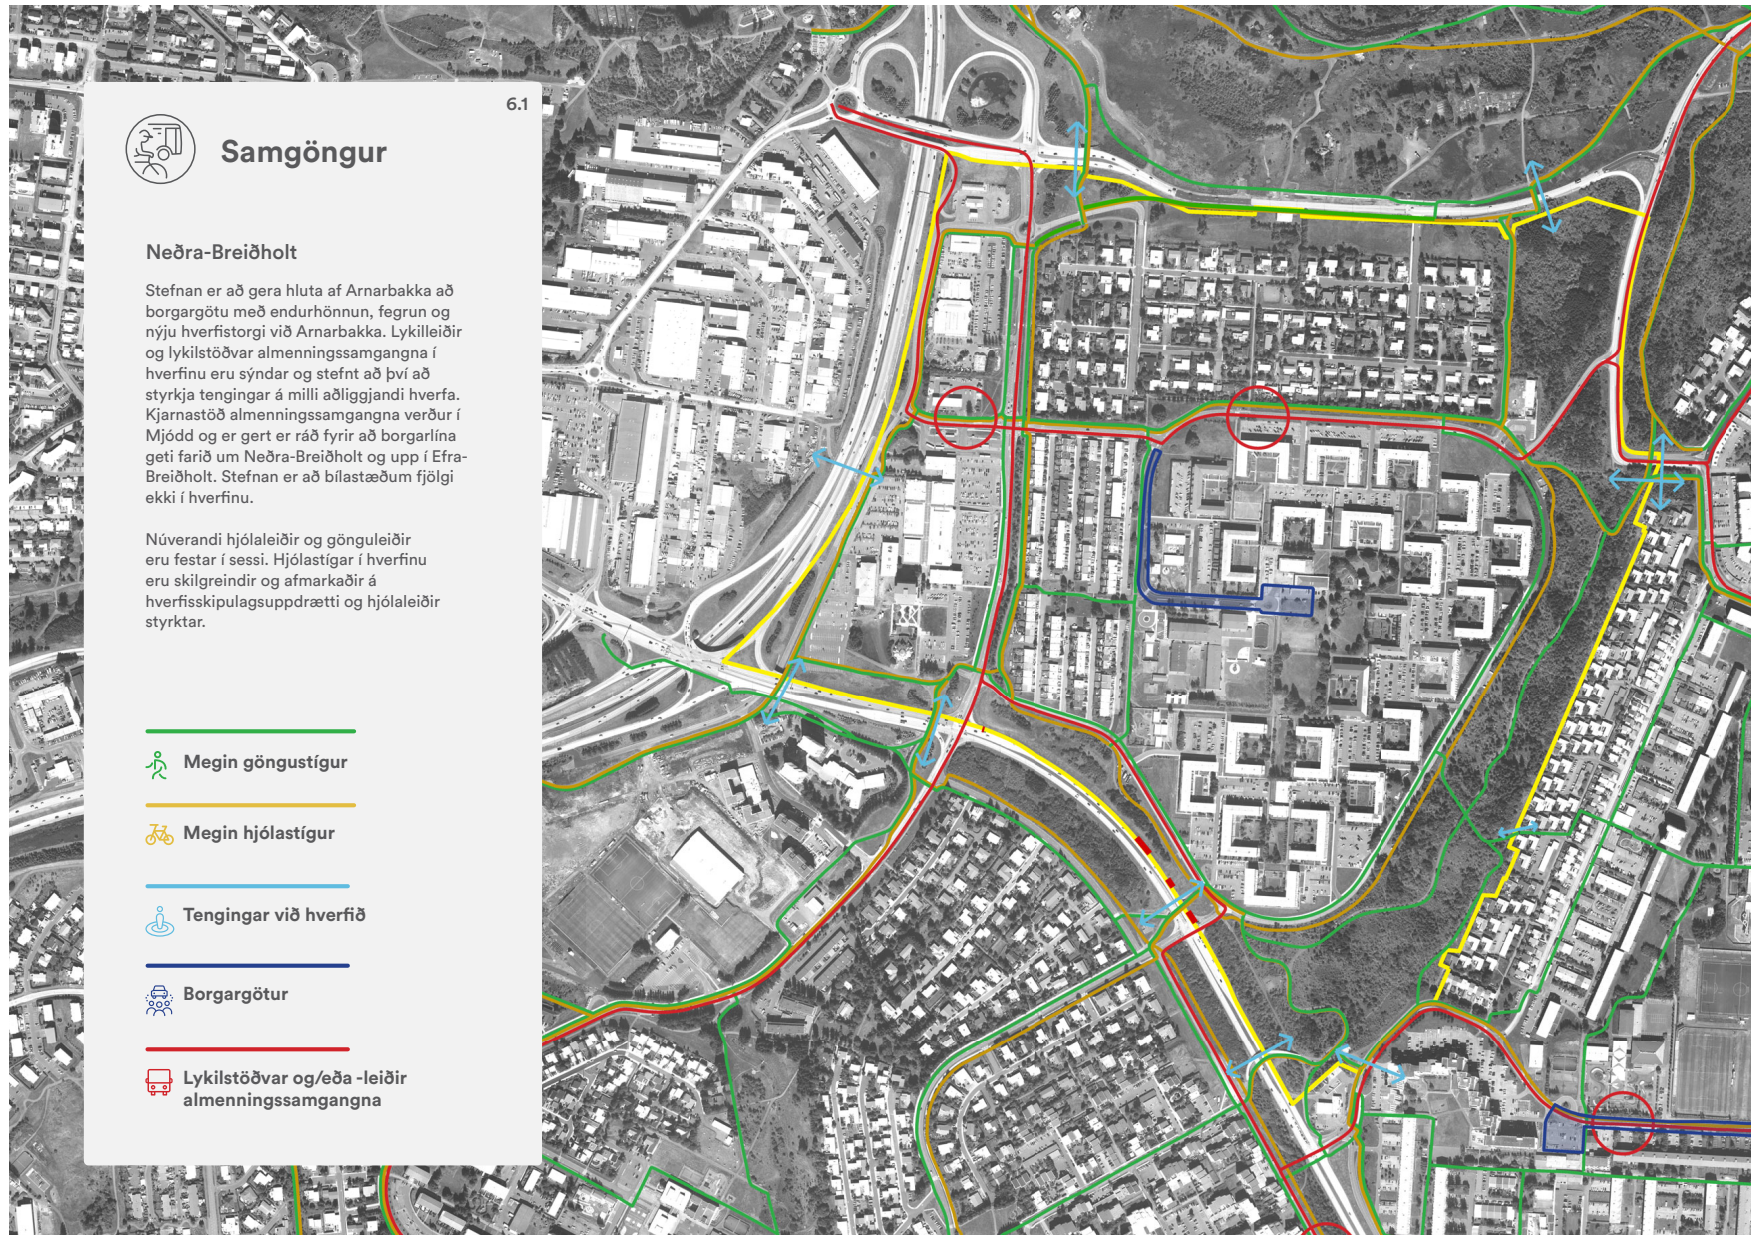 6.1
Samgöngur
Neðra-Breiðholt
Stefnan er að gera hluta af Arnarbakka að
borgargötu með endurhönnun, fegrun og
nýju hverfistorgi við Arnarbakka. Lykilleiðir
og lykilstöðvar almenningssamgangna í
hverfinu eru sýndar og stefnt að því að
styrkja tengingar á milli aðliggjandi hverfa.
Kjarnastöð almenningssamgangna verður í
Mjódd og er gert er ráð fyrir að borgarlína
geti farið um Neðra-Breiðholt og upp í Efra-
Breiðholt. Stefnan er að bílastæðum fjölgi
ekki í hverfinu.
Núverandi hjólaleiðir og gönguleiðir
eru festar í sessi. Hjólastígar í hverfinu
eru skilgreindir og afmarkaðir á
hverfisskipulagsuppdrætti og hjólaleiðir
styrktar.
Megin göngustígur
Megin hjólastígur
Tengingar við hverfið
Borgargötur
Lykilstöðvar og/eða -leiðir
almenningssamgangna